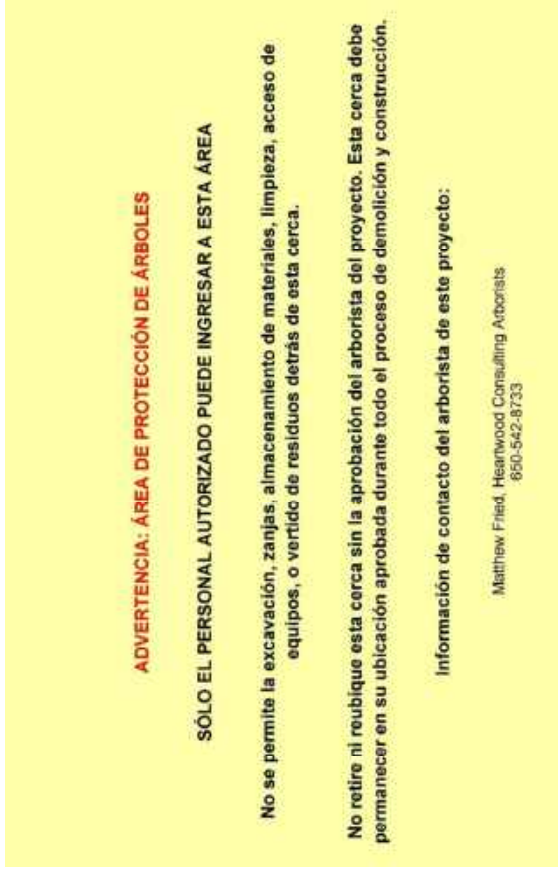 ADVERTENCIA: ÁREA DE PROTECCIÓN DE ÁRBOLES
SÓLO EL PERSONAL AUTORIZADO PUEDE INGRESAR A ESTA ÁREA
No se permite la excavación, zanjas, almacenamiento de materiales, limpieza, acceso de
equipos, o vertido de residuos detrás de esta cerca.
No retire ni reubique esta cerca sin la aprobación del arborista del proyecto. Esta cerca debe
permanecer en su ubicación aprobada durante todo el proceso de demolición y construcción.
Información de contacto del arborista de este proyecto:
Matthew Fried, Heartwood Consulting Arborists
650-542-8733